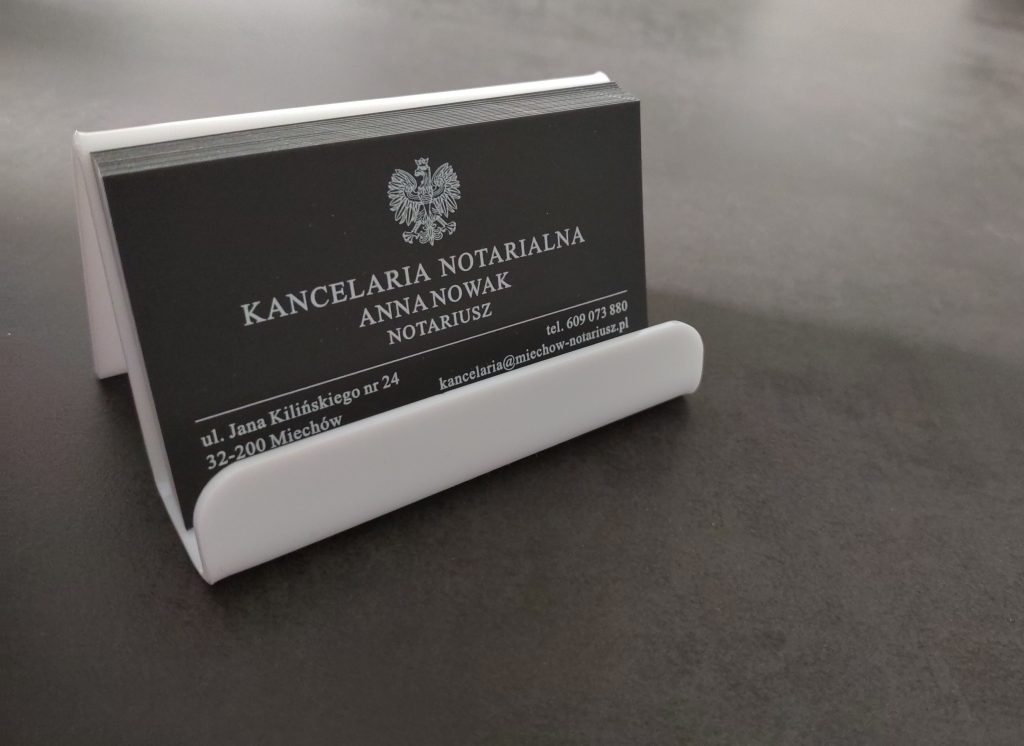 KANCELARIA NOTARIALNA
ANNA NOWAK
NOTARIUSZ
tel. 609 073 880
kancelaria@miechow-notariusz.pl
ul. Jana Kilińskiego nr 24
32-200 Miechów